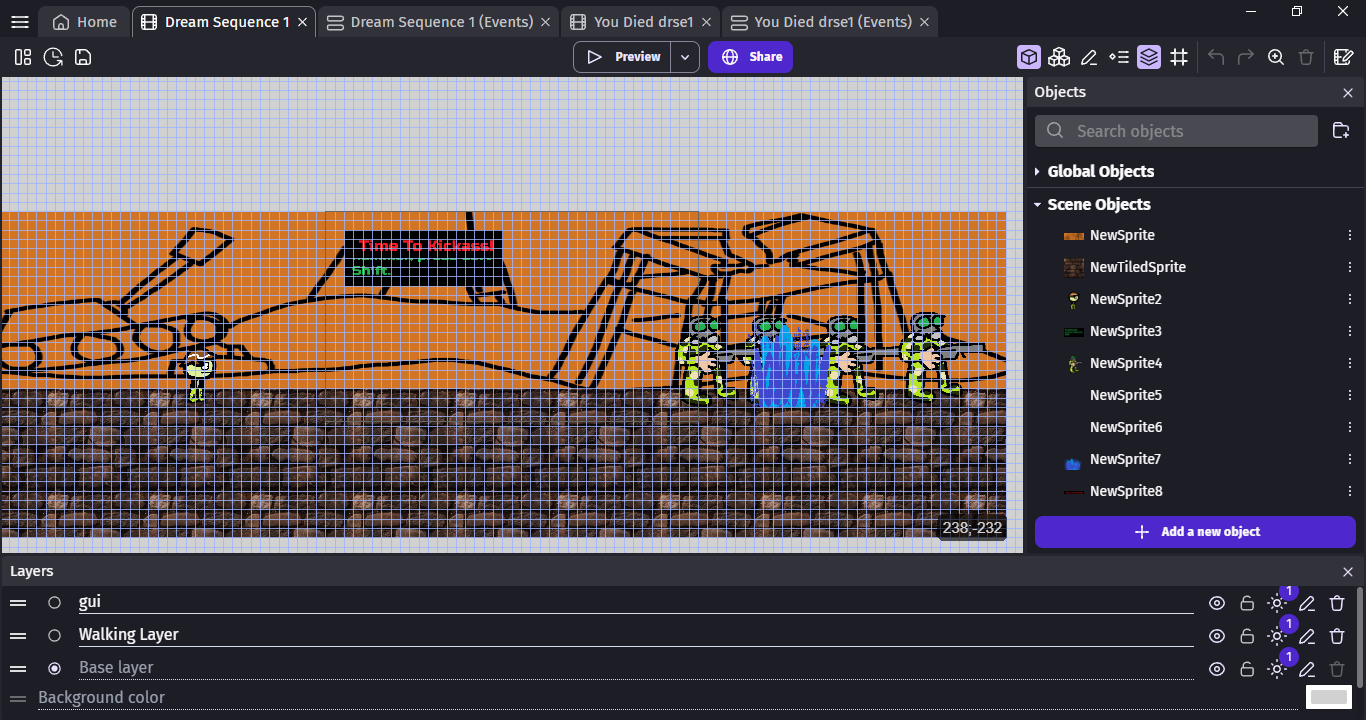 Home
Dream Sequence 1
Dream Sequence 1 (Events)
You Died drse1
You Died drse1 (Events)
Preview
Share
Objects
Search objects
Global Objects
Scene Objects
NewSprite
NewTiledSprite
NewSprite2
NewSprite3
NewSprite4
NewSprite5
NewSprite6
NewSprite7
NewSprite8
Add a new object
Time To Kickass!
Shift.
238;-232
Layers
gui
1
Walking Layer
1
Base layer
1
Background color